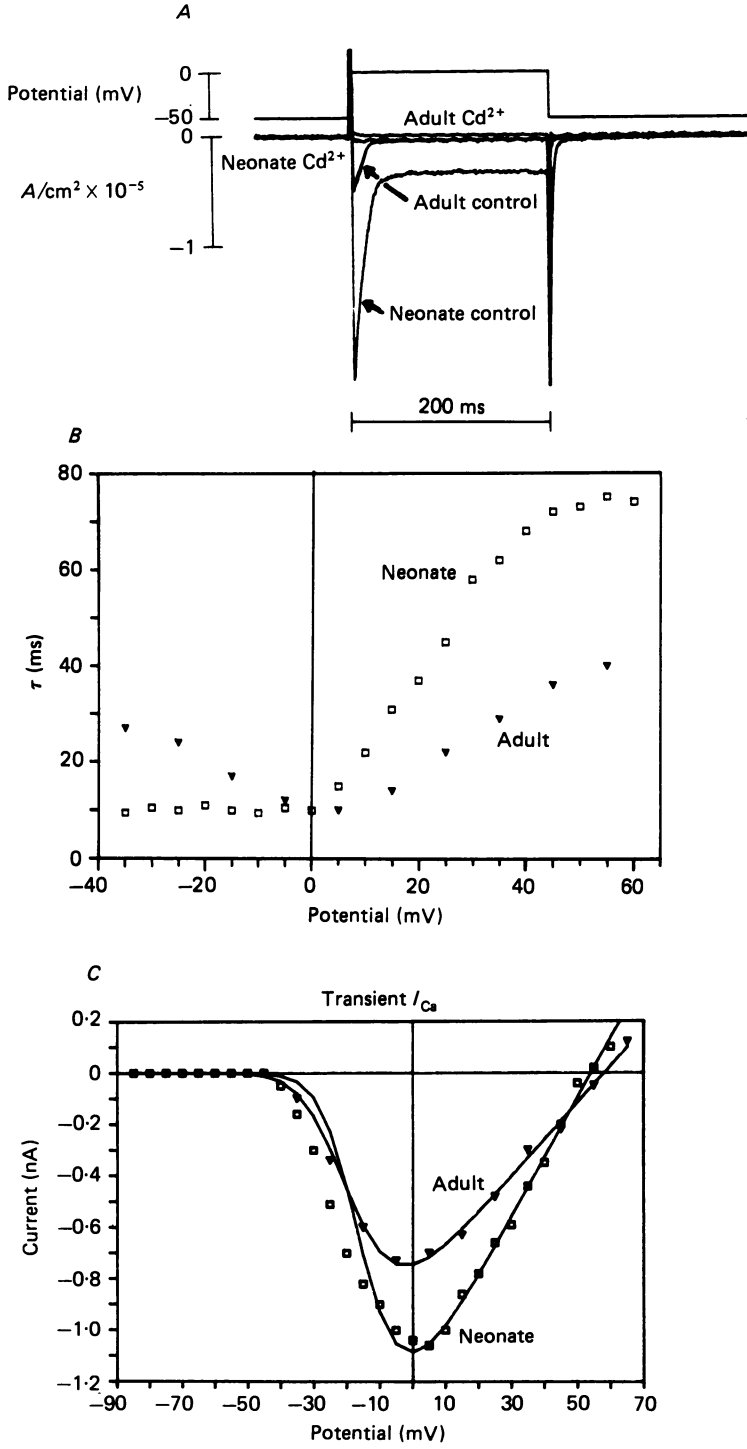 A
Potential (mV)
0
−50
Adult Cd²⁺
0
Neonate Cd²⁺
A/cm² × 10⁻⁵
Adult control
−1
Neonate control
200 ms
B
80
60
40
20
0
τ (ms)
Neonate
Adult
−40 −20 0 20 40 60
Potential (mV)
C
Transient I_Ca
0·2
0
−0·2
−0·4
−0·6
−0·8
−1·0
−1·2
Current (nA)
Adult
Neonate
−90 −70 −50 −30 −10 10 30 50 70
Potential (mV)